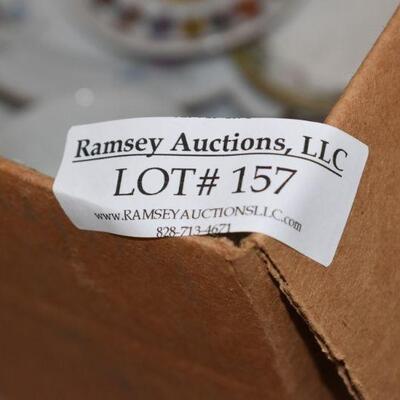 Ramsey Auctions, LLC
LOT# 157
www.RAMSEYAUCTIONSLLC.com
828-713-4671